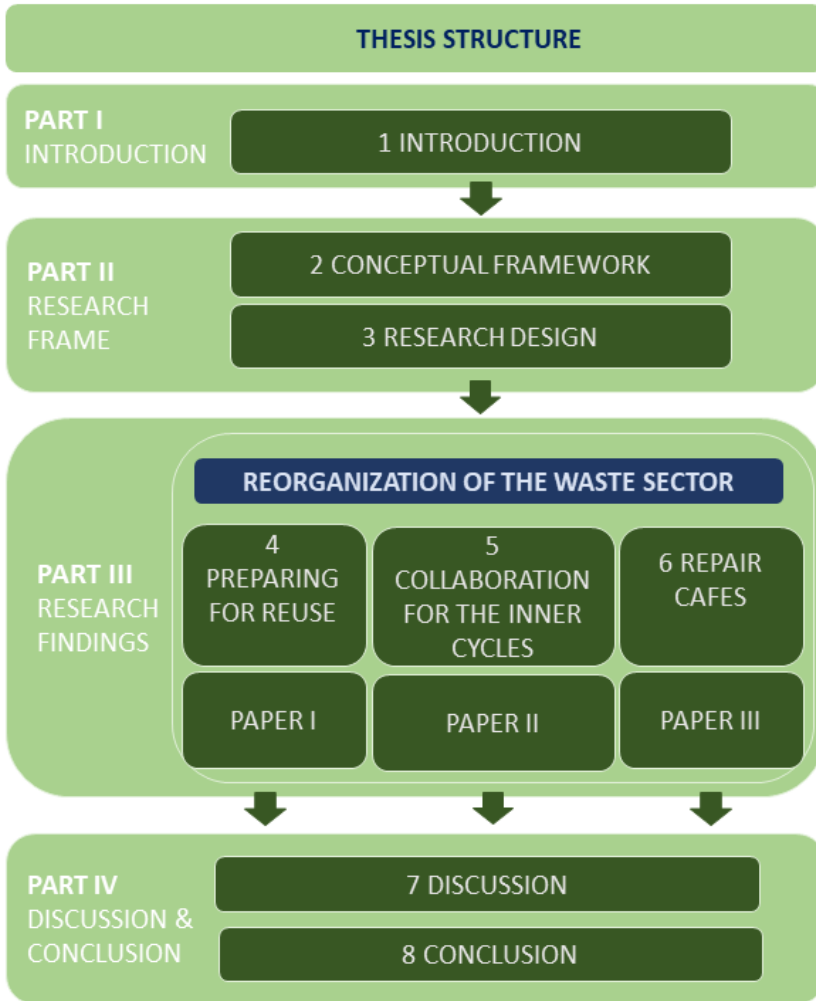 THESIS STRUCTURE
PART I
INTRODUCTION
1 INTRODUCTION
PART II
RESEARCH
FRAME
2 CONCEPTUAL FRAMEWORK
3 RESEARCH DESIGN
PART III
RESEARCH
FINDINGS
REORGANIZATION OF THE WASTE SECTOR
4
PREPARING
FOR REUSE
5
COLLABORATION
FOR THE INNER
CYCLES
6 REPAIR
CAFES
PAPER I
PAPER II
PAPER III
PART IV
DISCUSSION &
CONCLUSION
7 DISCUSSION
8 CONCLUSION